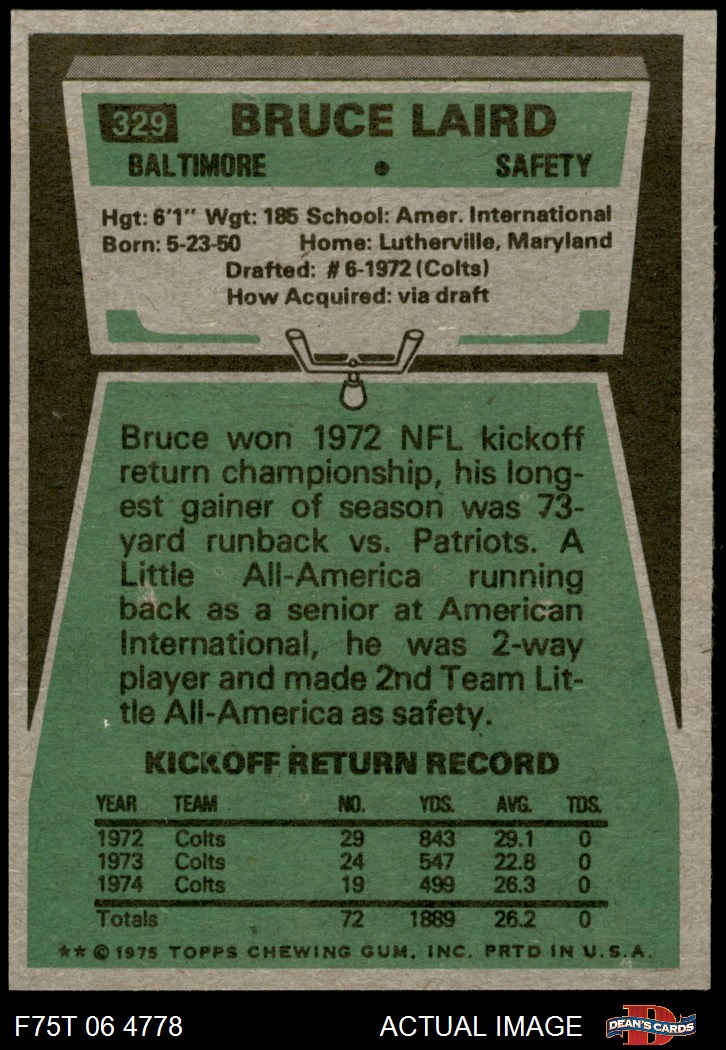 329 BRUCE LAIRD
BALTIMORE • SAFETY
Hgt: 6'1" Wgt: 185 School: Amer. International
Born: 5-23-50 Home: Lutherville, Maryland
Drafted: #6-1972 (Colts)
How Acquired: via draft
Bruce won 1972 NFL kickoff
return championship, his long-
est gainer of season was 73-
yard runback vs. Patriots. A
Little All-America running
back as a senior at American
International, he was 2-way
player and made 2nd Team Lit-
tle All-America as safety.
KICKOFF RETURN RECORD
YEAR TEAM NO. YDS. AVG. TDS.
1972 Colts 29 843 29.1 0
1973 Colts 24 547 22.8 0
1974 Colts 19 499 26.3 0
Totals 72 1889 26.2 0
** © 1975 TOPPS CHEWING GUM, INC. PRTD IN U.S.A.
F75T 06 4778 ACTUAL IMAGE DEAN'S CARDS